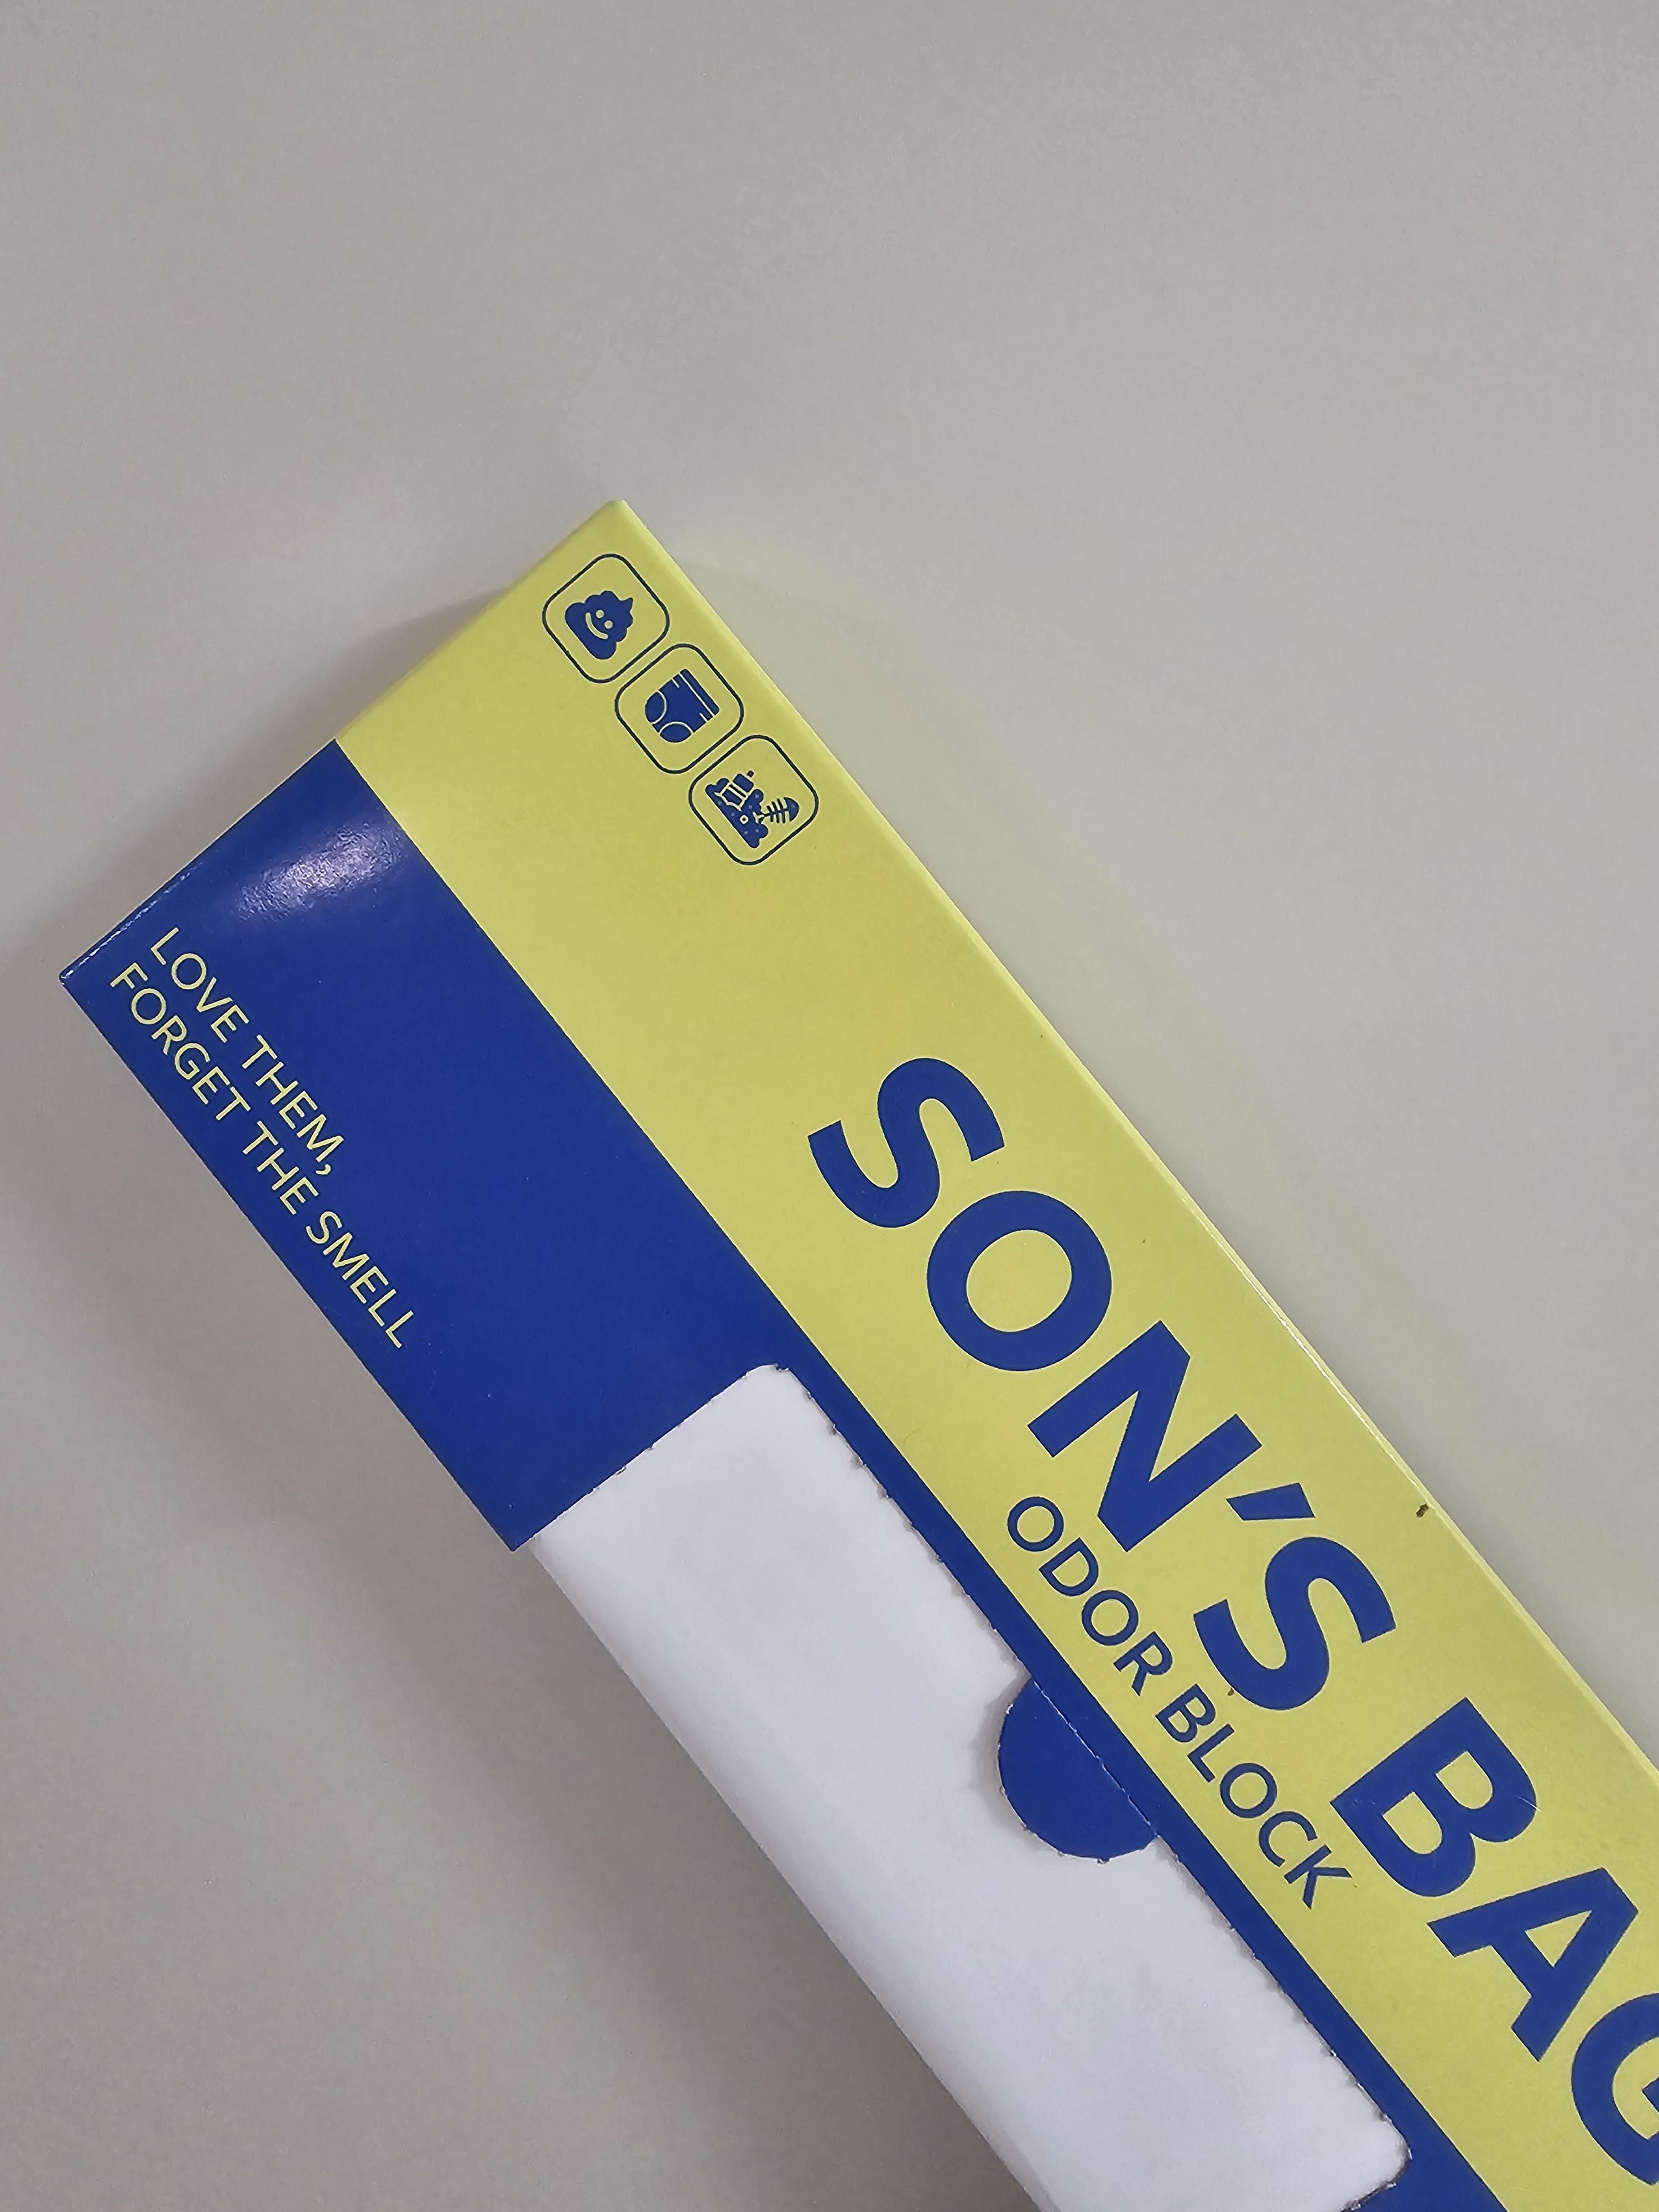 SON'S BAG
ODOR BLOCK
LOVE THEM,
FORGET THE SMELL